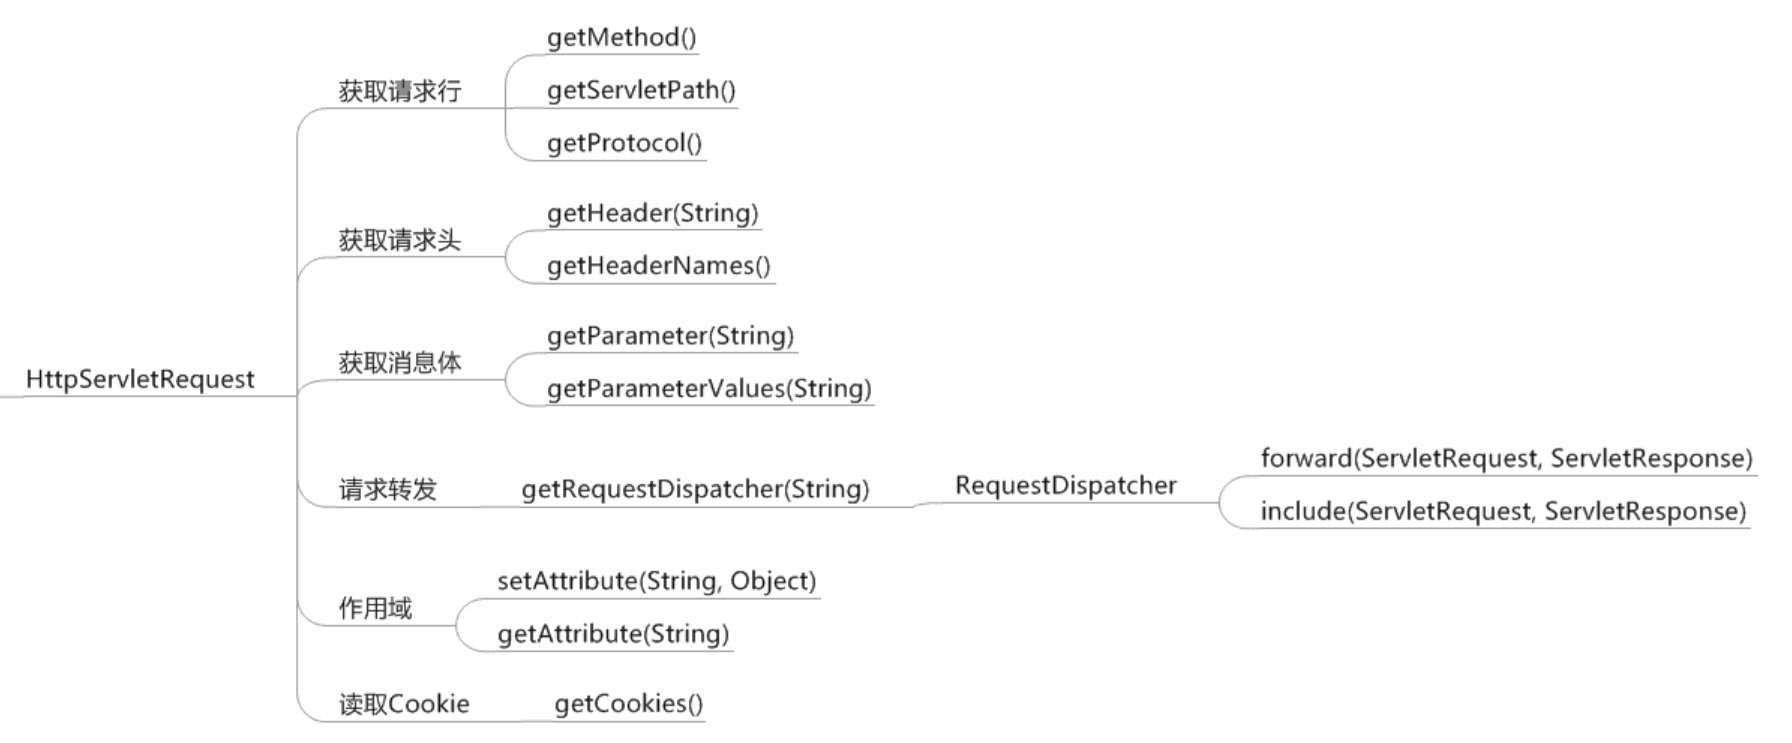 HttpServletRequest
获取请求行
getMethod()
getServletPath()
getProtocol()
获取请求头
getHeader(String)
getHeaderNames()
获取消息体
getParameter(String)
getParameterValues(String)
请求转发
getRequestDispatcher(String)
RequestDispatcher
forward(ServletRequest, ServletResponse)
include(ServletRequest, ServletResponse)
作用域
setAttribute(String, Object)
getAttribute(String)
读取Cookie
getCookies()